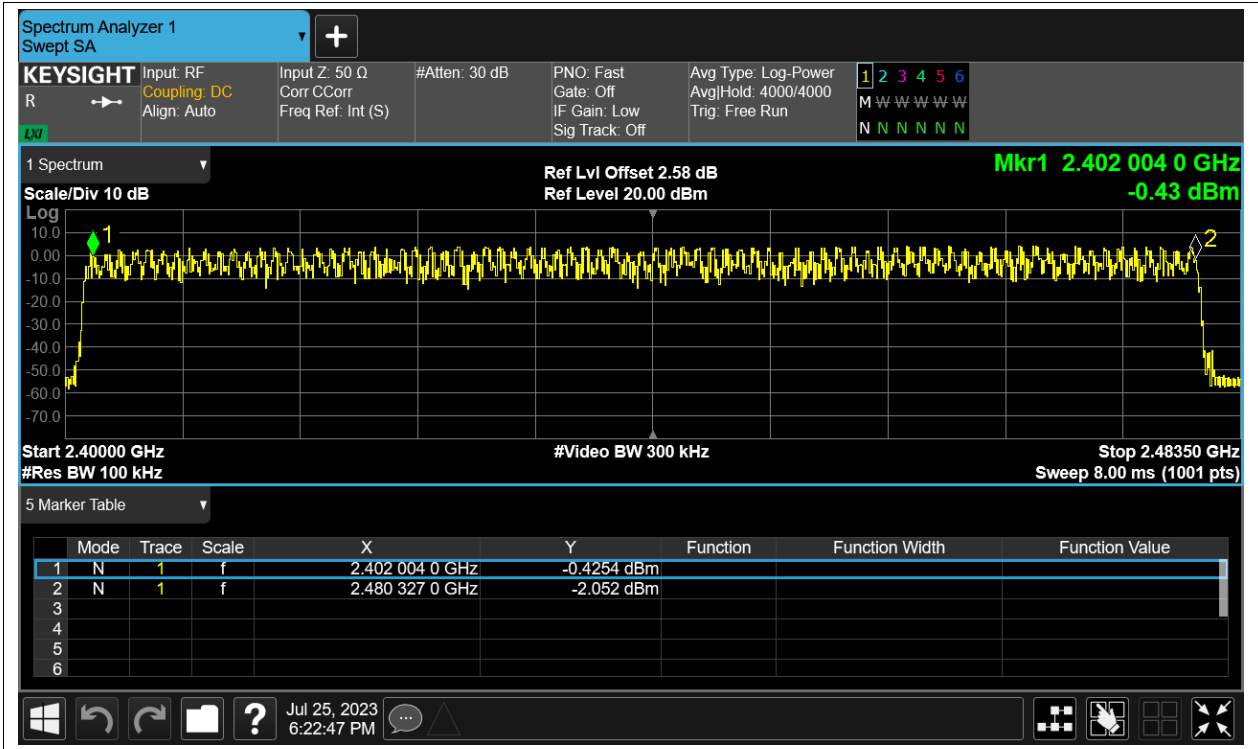 Spectrum Analyzer 1
Swept SA
KEYSIGHT
R
LXI
Input: RF
Coupling: DC
Align: Auto
Input Z: 50 Ω
Corr CCorr
Freq Ref: Int (S)
#Atten: 30 dB
PNO: Fast
Gate: Off
IF Gain: Low
Sig Track: Off
Avg Type: Log-Power
Avg|Hold: 4000/4000
Trig: Free Run
1 2 3 4 5 6
M W W W W W
N N N N N N
1 Spectrum
Scale/Div 10 dB
Log
Ref Lvl Offset 2.58 dB
Ref Level 20.00 dBm
Mkr1 2.402 004 0 GHz
-0.43 dBm
10.0
0.00
-10.0
-20.0
-30.0
-40.0
-50.0
-60.0
-70.0
1
2
Start 2.40000 GHz
#Res BW 100 kHz
#Video BW 300 kHz
Stop 2.48350 GHz
Sweep 8.00 ms (1001 pts)
5 Marker Table
Mode Trace Scale X Y Function Function Width Function Value
1 N 1 f 2.402 004 0 GHz -0.4254 dBm
2 N 1 f 2.480 327 0 GHz -2.052 dBm
3
4
5
6
?
Jul 25, 2023
6:22:47 PM